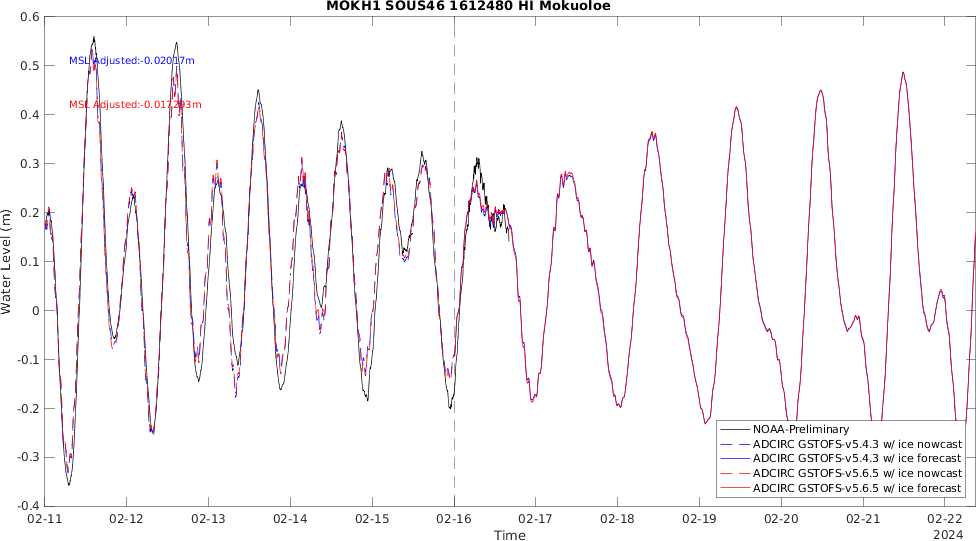 MOKH1 SOUS46 1612480 HI Mokuoloe
0.6
0.5
0.4
0.3
0.2
0.1
0
-0.1
-0.2
-0.3
-0.4
Water Level (m)
MSL Adjusted:-0.02017m
MSL Adjusted:-0.017293m
NOAA-Preliminary
ADCIRC GSTOFS-v5.4.3 w/ ice nowcast
ADCIRC GSTOFS-v5.4.3 w/ ice forecast
ADCIRC GSTOFS-v5.6.5 w/ ice nowcast
ADCIRC GSTOFS-v5.6.5 w/ ice forecast
02-11 02-12 02-13 02-14 02-15 02-16 02-17 02-18 02-19 02-20 02-21 02-22
2024
Time